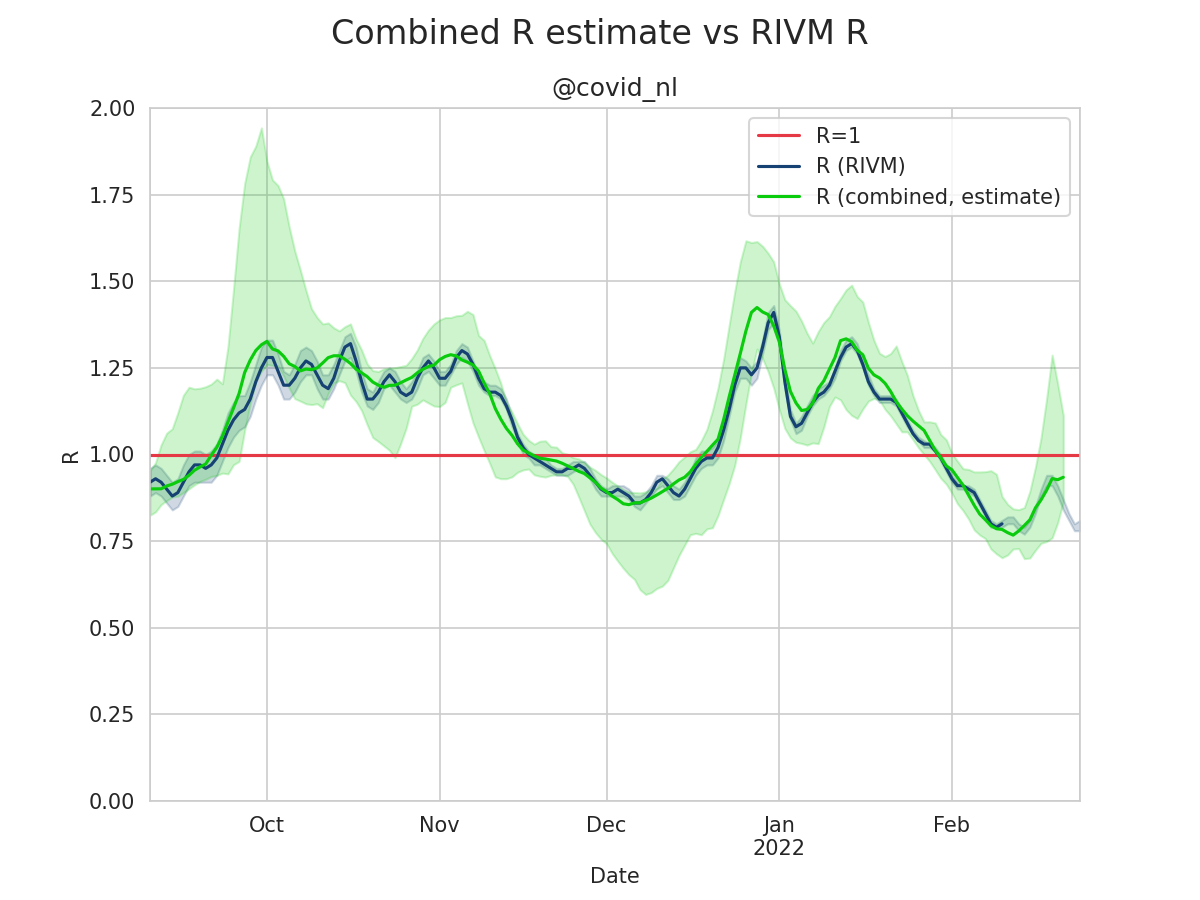 Combined R estimate vs RIVM R
@covid_nl
2.00
1.75
1.50
1.25
1.00
0.75
0.50
0.25
0.00
R
R=1
R (RIVM)
R (combined, estimate)
Oct
Nov
Dec
Jan
2022
Feb
Date